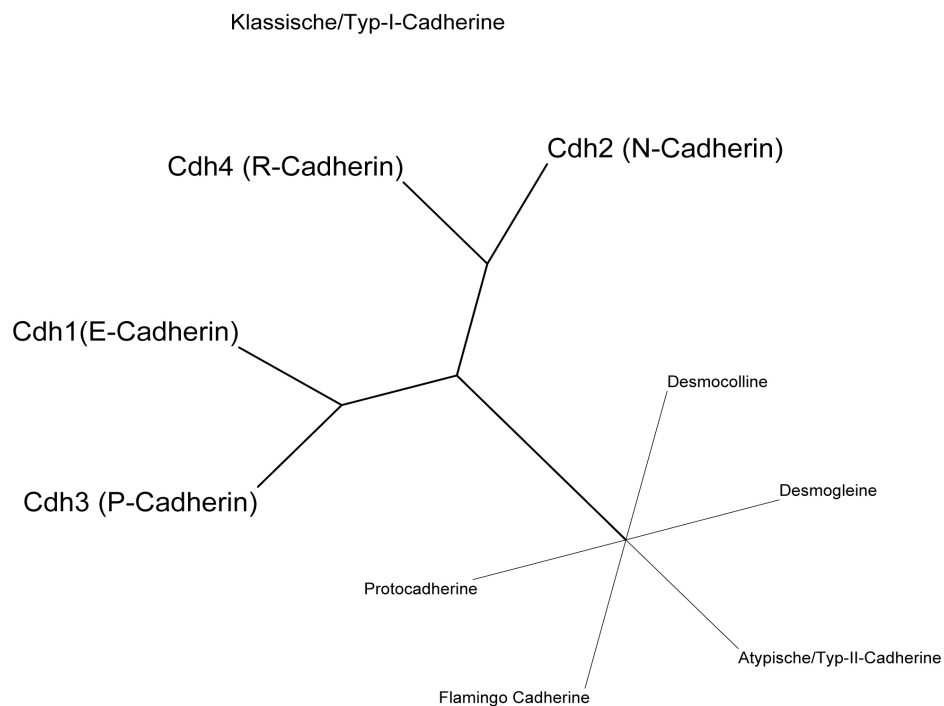 Klassische/Typ-I-Cadherine
Cdh2 (N-Cadherin)
Cdh4 (R-Cadherin)
Cdh1(E-Cadherin)
Desmocolline
Desmogleine
Cdh3 (P-Cadherin)
Protocadherine
Atypische/Typ-II-Cadherine
Flamingo Cadherine